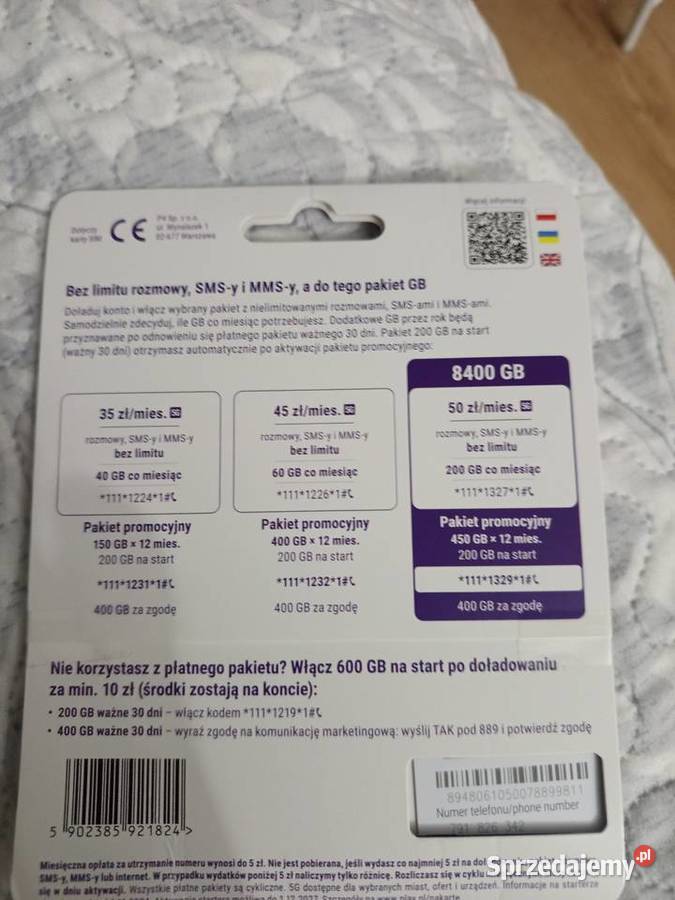 Więcej informacji
Dotyczy
karty SIM
CE
P4 Sp. z o.o.
ul. Wynalazek 1
02-677 Warszawa
Bez limitu rozmowy, SMS-y i MMS-y, a do tego pakiet GB
Doładuj konto i włącz wybrany pakiet z nielimitowanymi rozmowami, SMS-ami i MMS-ami.
Samodzielnie zdecyduj, ile GB co miesiąc potrzebujesz. Dodatkowe GB przez rok będą
przyznawane po odnowieniu się płatnego pakietu ważnego 30 dni. Pakiet 200 GB na start
(ważny 30 dni) otrzymasz automatycznie po aktywacji pakietu promocyjnego:
35 zł/mies. 5G
rozmowy, SMS-y i MMS-y
bez limitu
40 GB co miesiąc
*111*1224*1#
Pakiet promocyjny
150 GB × 12 mies.
200 GB na start
*111*1231*1#
400 GB za zgodę
45 zł/mies. 5G
rozmowy, SMS-y i MMS-y
bez limitu
60 GB co miesiąc
*111*1226*1#
Pakiet promocyjny
400 GB × 12 mies.
200 GB na start
*111*1232*1#
400 GB za zgodę
8400 GB
50 zł/mies. 5G
rozmowy, SMS-y i MMS-y
bez limitu
200 GB co miesiąc
*111*1327*1#
Pakiet promocyjny
450 GB × 12 mies.
200 GB na start
*111*1329*1#
400 GB za zgodę
Nie korzystasz z płatnego pakietu? Włącz 600 GB na start po doładowaniu
za min. 10 zł (środki zostają na koncie):
• 200 GB ważne 30 dni – włącz kodem *111*1219*1#
• 400 GB ważne 30 dni – wyraź zgodę na komunikację marketingową: wyślij TAK pod 889 i potwierdź zgodę
5 902385 921824 >
8948061050078899811
Numer telefonu/phone number
791 826 342
Miesięczna opłata za utrzymanie numeru wynosi do 5 zł. Nie jest pobierana, jeśli wydasz co najmniej 5 zł na
SMS-y, MMS-y lub internet. W przypadku wydatków poniżej 5 zł naliczymy tylko różnicę. Rozliczasz się w cyklu
się w dniu aktywacji. Wszystkie płatne pakiety są cykliczne. 5G dostępne dla wybranych miast, ofert i urządzeń. Informacje na starterze
Sprzedajemy.pl